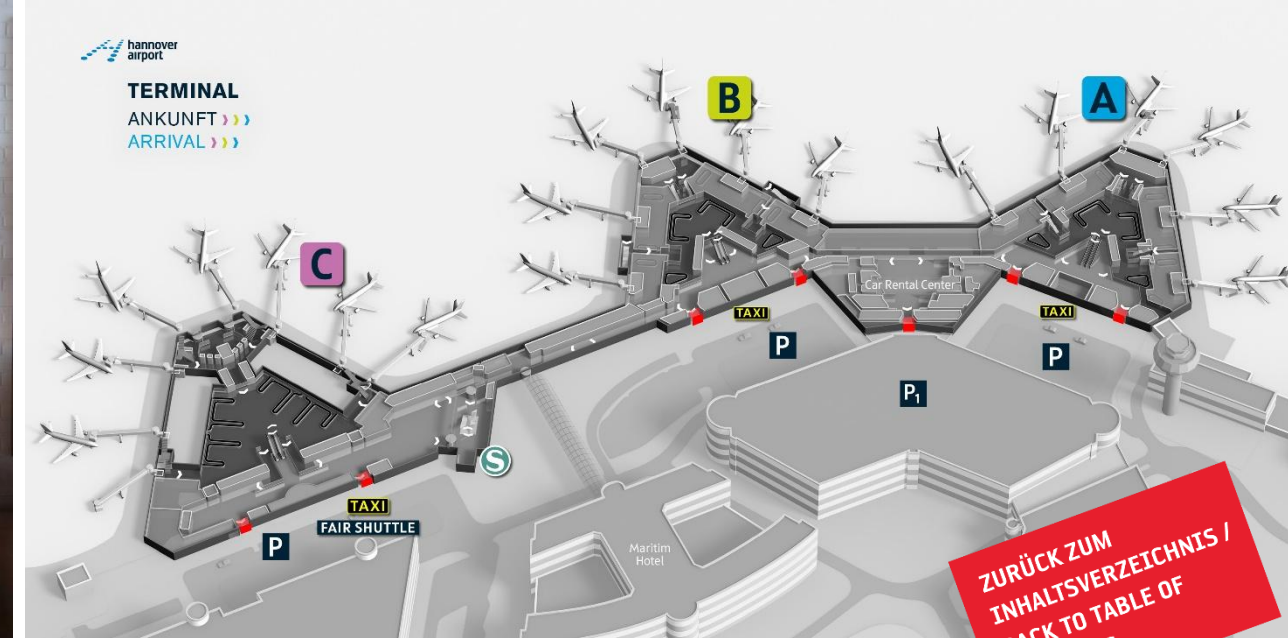 hannover
airport
TERMINAL
ANKUNFT
ARRIVAL
B
A
C
Car Rental Center
TAXI
TAXI
P
P
P1
S
TAXI
FAIR SHUTTLE
P
Maritim
Hotel
ZURÜCK ZUM
INHALTSVERZEICHNIS /
BACK TO TABLE OF